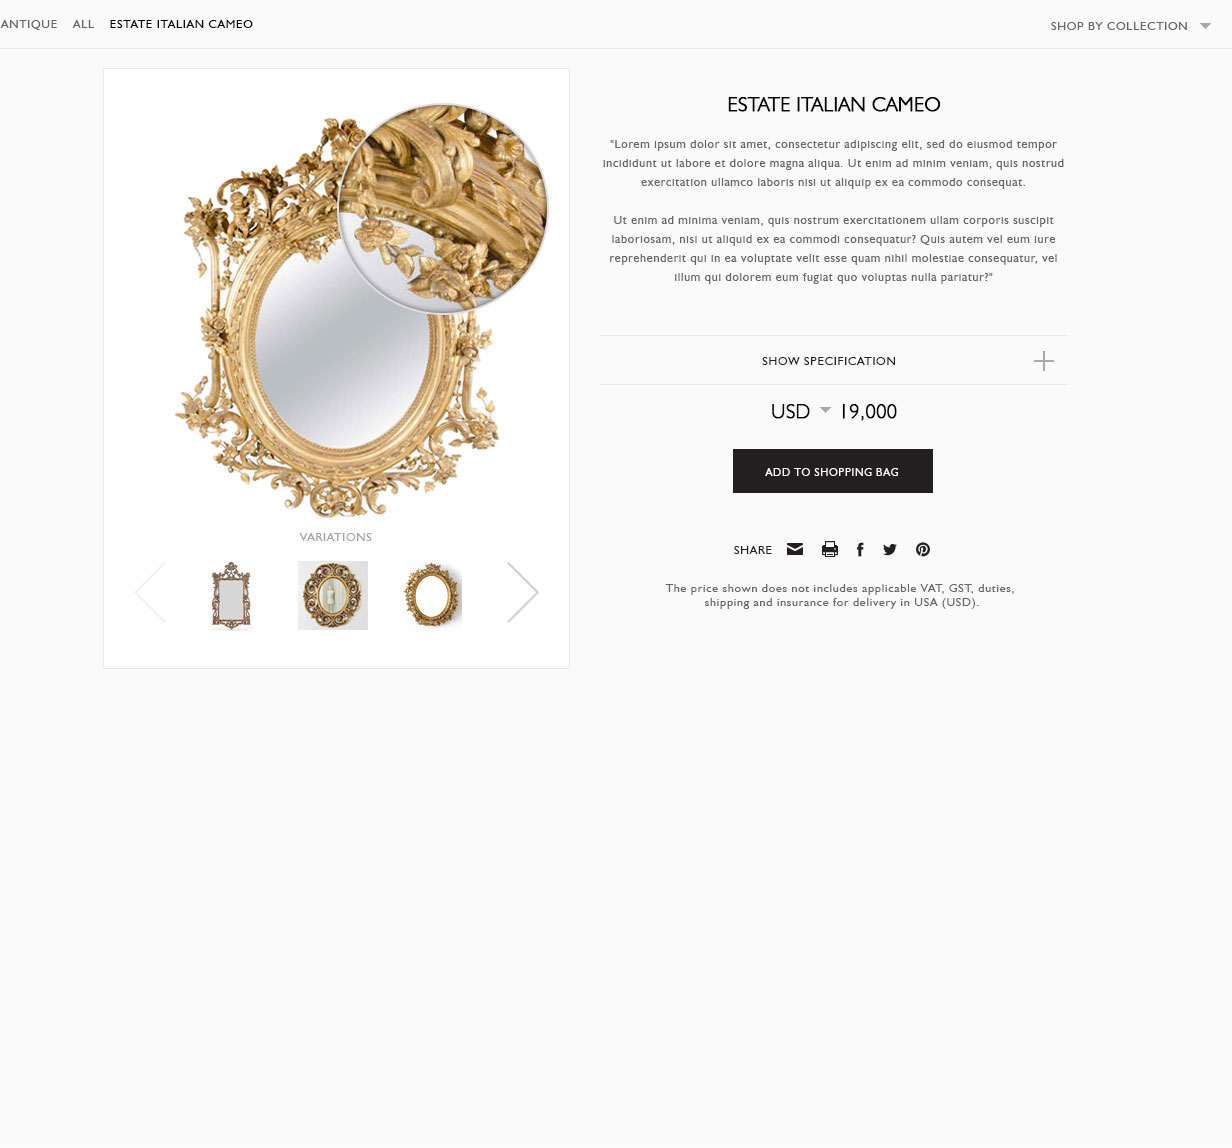 ANTIQUE ALL ESTATE ITALIAN CAMEO
SHOP BY COLLECTION
ESTATE ITALIAN CAMEO
"Lorem ipsum dolor sit amet, consectetur adipiscing elit, sed do eiusmod tempor
incididunt ut labore et dolore magna aliqua. Ut enim ad minim veniam, quis nostrud
exercitation ullamco laboris nisi ut aliquip ex ea commodo consequat.
Ut enim ad minima veniam, quis nostrum exercitationem ullam corporis suscipit
laboriosam, nisi ut aliquid ex ea commodi consequatur? Quis autem vel eum iure
reprehenderit qui in ea voluptate velit esse quam nihil molestiae consequatur, vel
illum qui dolorem eum fugiat quo voluptas nulla pariatur?"
SHOW SPECIFICATION
USD 19,000
ADD TO SHOPPING BAG
SHARE
The price shown does not includes applicable VAT, GST, duties,
shipping and insurance for delivery in USA (USD).
VARIATIONS